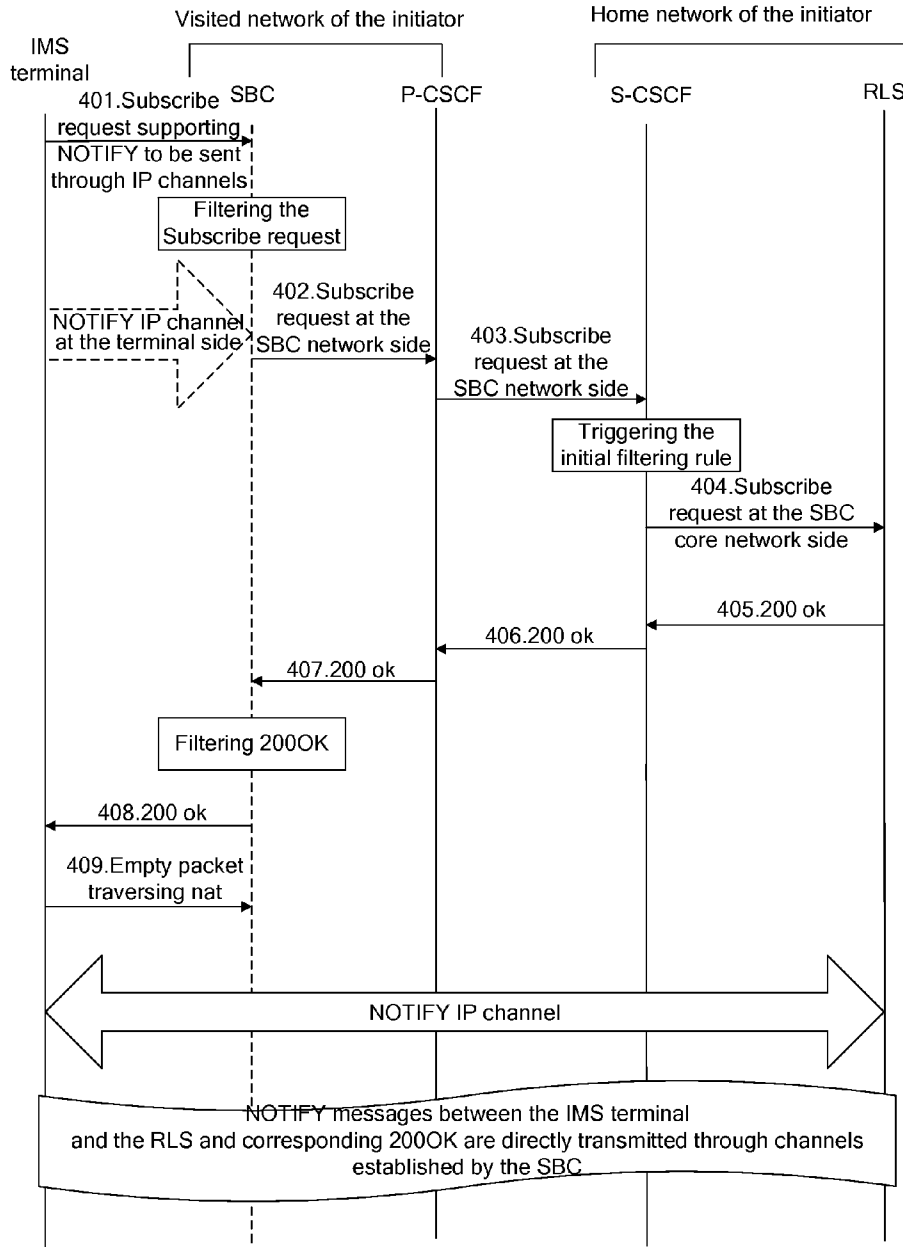 Visited network of the initiator
Home network of the initiator
IMS
terminal
SBC
P-CSCF
S-CSCF
RLS
401.Subscribe
request supporting
NOTIFY to be sent
through IP channels
Filtering the
Subscribe request
NOTIFY IP channel
at the terminal side
402.Subscribe
request at the
SBC network side
403.Subscribe
request at the
SBC network side
Triggering the
initial filtering rule
404.Subscribe
request at the SBC
core network side
405.200 ok
406.200 ok
407.200 ok
Filtering 200OK
408.200 ok
409.Empty packet
traversing nat
NOTIFY IP channel
NOTIFY messages between the IMS terminal
and the RLS and corresponding 200OK are directly transmitted through channels
established by the SBC